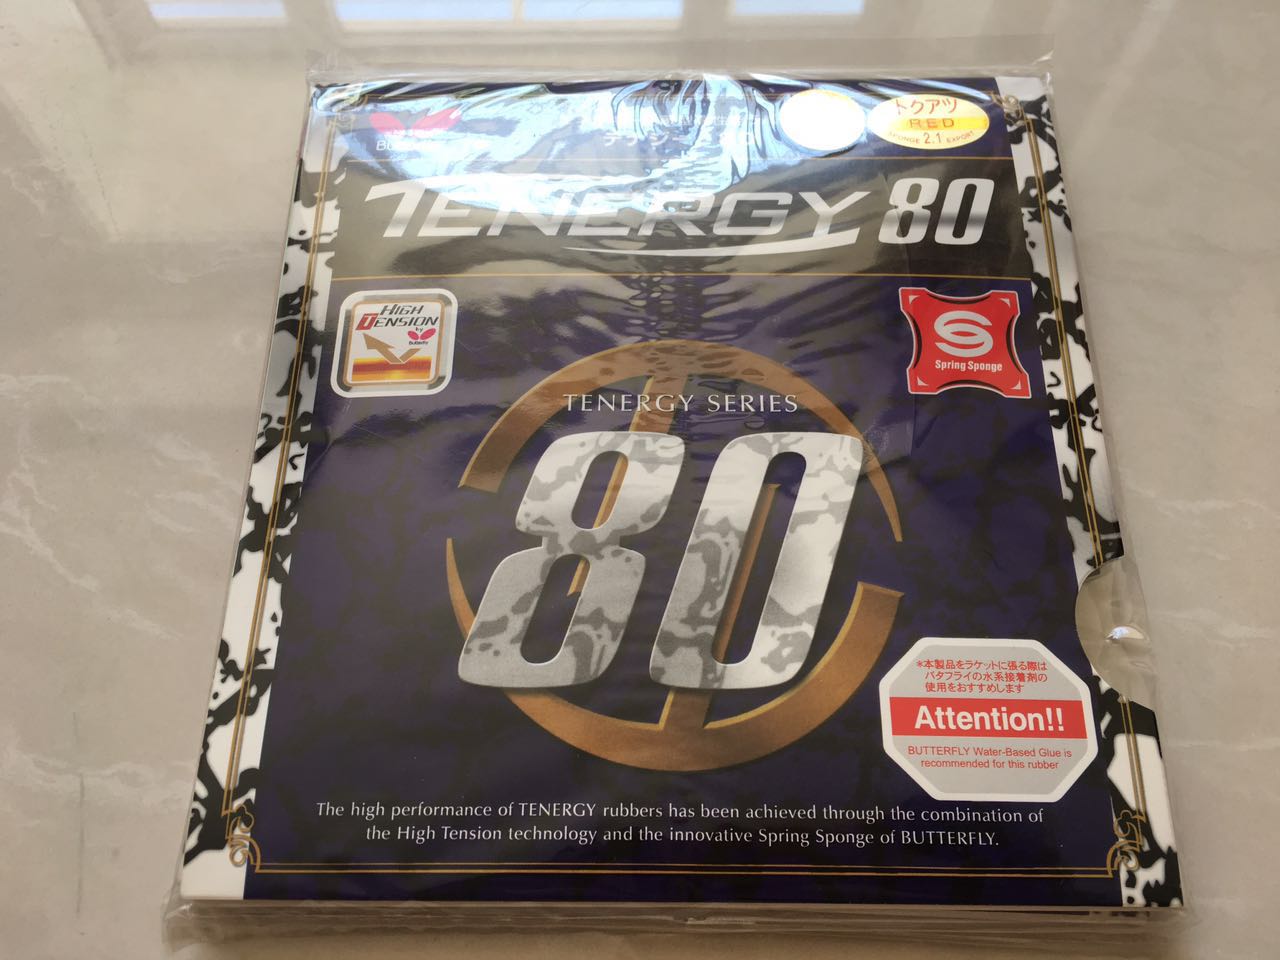 トクアツ
RED
SPONGE 2.1 EXPORT
TENERGY 80
HIGH
TENSION
by
Butterfly
Spring Sponge
TENERGY SERIES
80
*本製品をラケットに張る際は
バタフライの水系接着剤の
使用をおすすめします
Attention!!
BUTTERFLY Water-Based Glue is
recommended for this rubber
The high performance of TENERGY rubbers has been achieved through the combination of
the High Tension technology and the innovative Spring Sponge of BUTTERFLY.